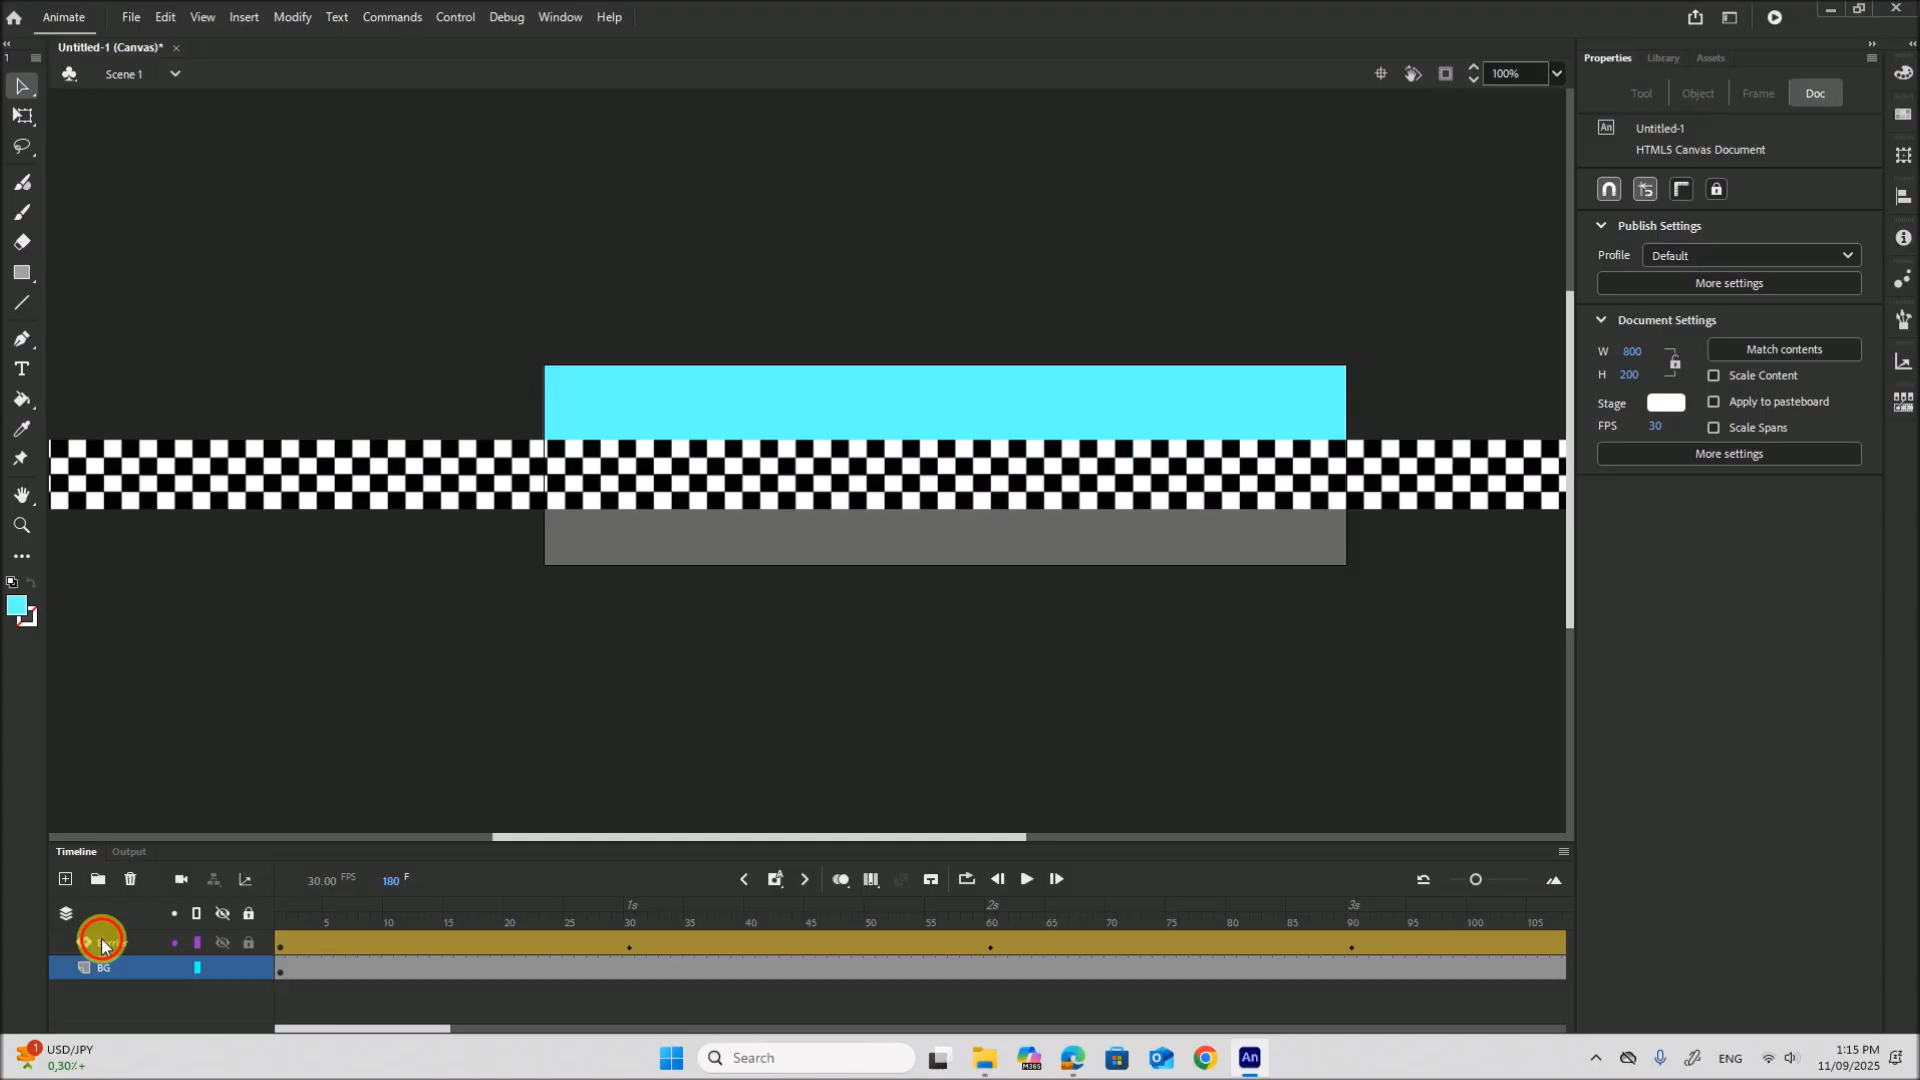 Animate File Edit View Insert Modify Text Commands Control Debug Window Help
Untitled-1 (Canvas)* ×
1
Scene 1
100%
Properties Library Assets
Tool Object Frame Doc
An Untitled-1
HTML5 Canvas Document
Publish Settings
Profile Default
More settings
Document Settings
W 800 Match contents
H 200 Scale Content
Stage Apply to pasteboard
FPS 30 Scale Spans
More settings
T
Timeline Output
30.00 FPS 180 F
1s 2s 3s
5 10 15 20 25 30 35 40 45 50 55 60 65 70 75 80 85 90 95 100 105
BG
1 USD/JPY
0,30%+
Search
M365
An
ENG
1:15 PM
11/09/2025